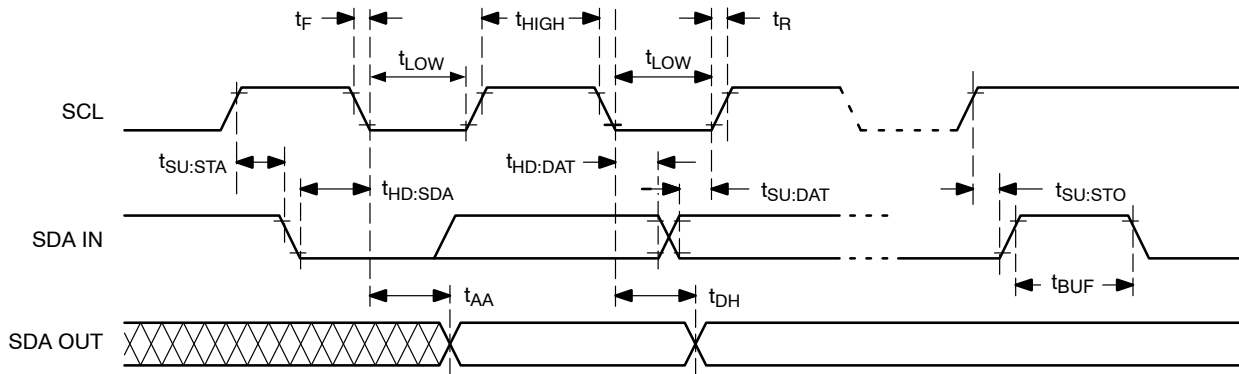 tF
tHIGH
tR
tLOW
tLOW
SCL
tSU:STA
tHD:SDA
tHD:DAT
tSU:DAT
tSU:STO
SDA IN
tBUF
tAA
tDH
SDA OUT